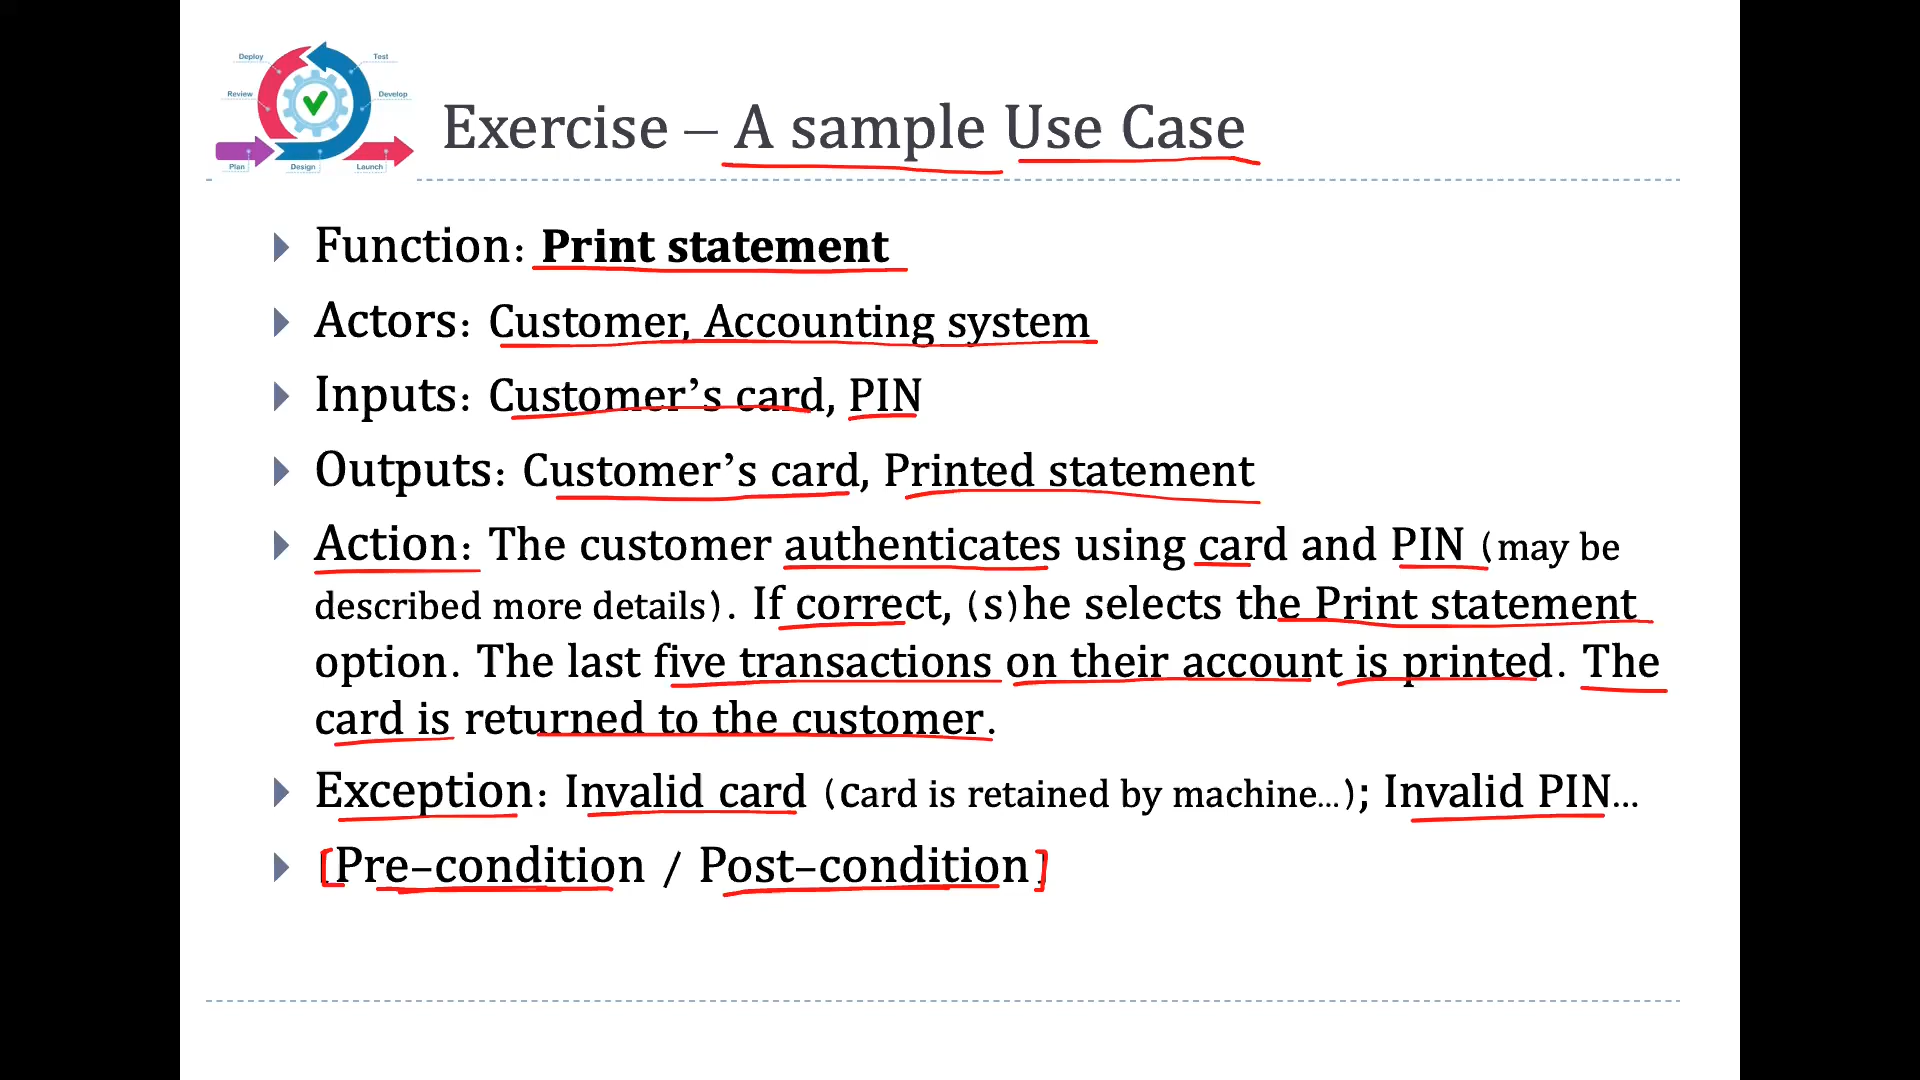 Deploy
Test
Review
Develop
Plan
Design
Launch
Exercise – A sample Use Case
Function: Print statement
Actors: Customer, Accounting system
Inputs: Customer’s card, PIN
Outputs: Customer’s card, Printed statement
Action: The customer authenticates using card and PIN (may be
described more details). If correct, (s)he selects the Print statement
option. The last five transactions on their account is printed. The
card is returned to the customer.
Exception: Invalid card (card is retained by machine...); Invalid PIN...
[Pre-condition / Post-condition]